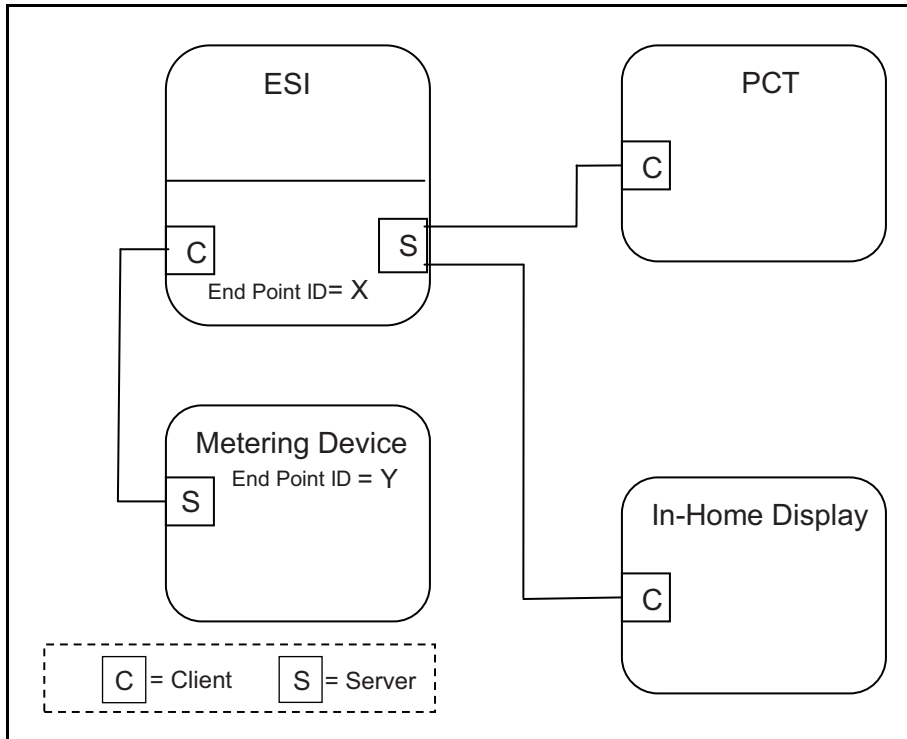 ESI
C
S
End Point ID= X
PCT
C
Metering Device
End Point ID = Y
S
In-Home Display
C
C = Client S = Server